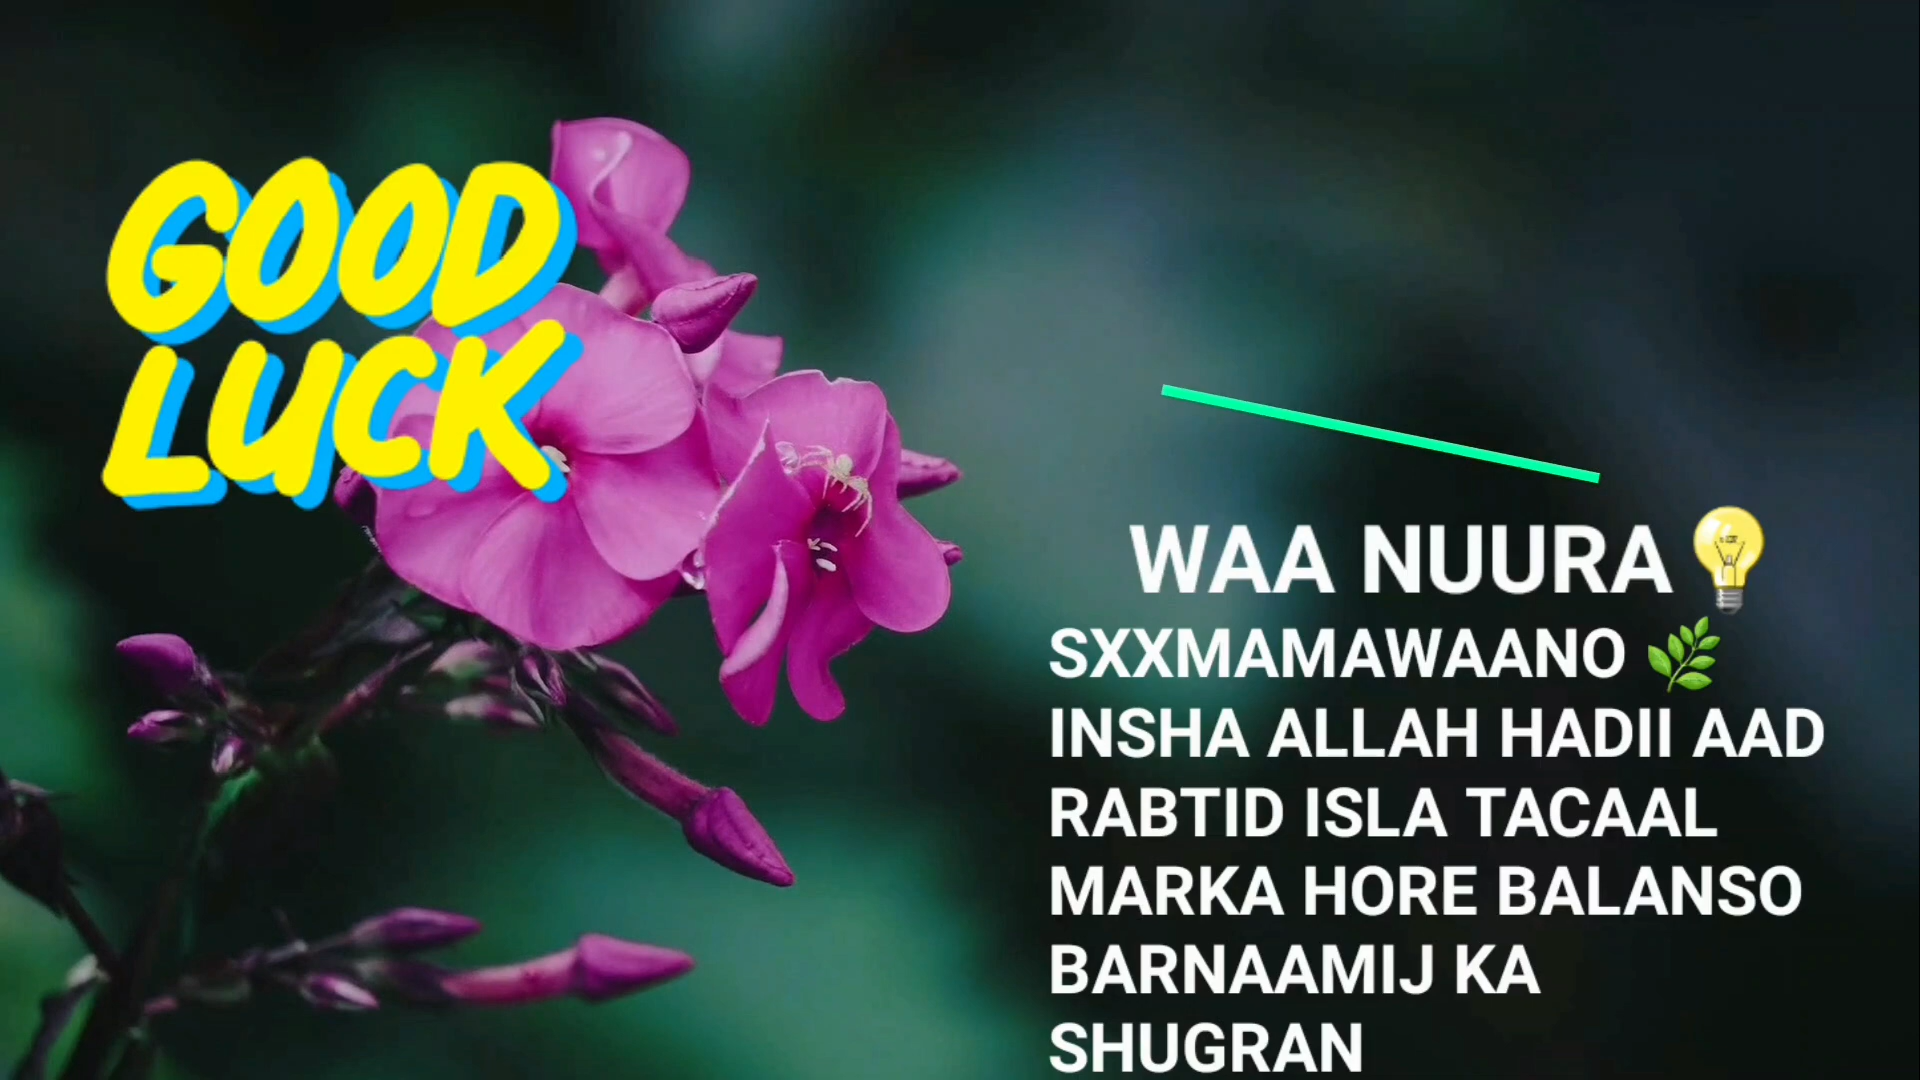 GOOD
LUCK
WAA NUURA💡
SXXMAMAWAANO 🌿
INSHA ALLAH HADII AAD
RABTID ISLA TACAAL
MARKA HORE BALANSO
BARNAAMIJ KA
SHUGRAN